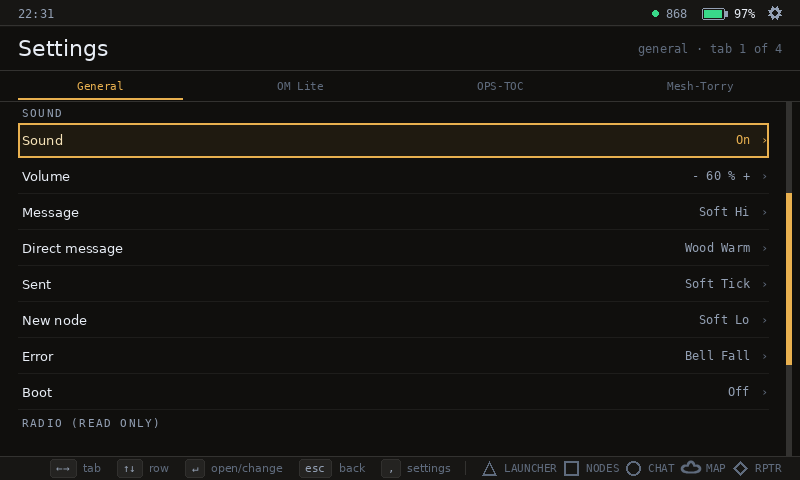 22:31 868 97%
Settings general · tab 1 of 4
General OM Lite OPS-TOC Mesh-Torry
SOUND
Sound On ›
Volume - 60 % + ›
Message Soft Hi ›
Direct message Wood Warm ›
Sent Soft Tick ›
New node Soft Lo ›
Error Bell Fall ›
Boot Off ›
RADIO (READ ONLY)
←→ tab ↑↓ row ↵ open/change esc back , settings LAUNCHER NODES CHAT MAP RPTR